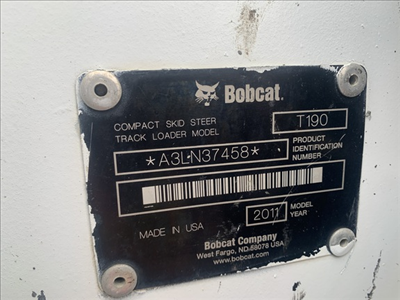 Bobcat.
COMPACT SKID STEER
TRACK LOADER MODEL
T190
*A3LN37458*
PRODUCT
IDENTIFICATION
NUMBER
MADE IN USA
2011
MODEL
YEAR
Bobcat Company
West Fargo, ND 58078 USA
www.bobcat.com